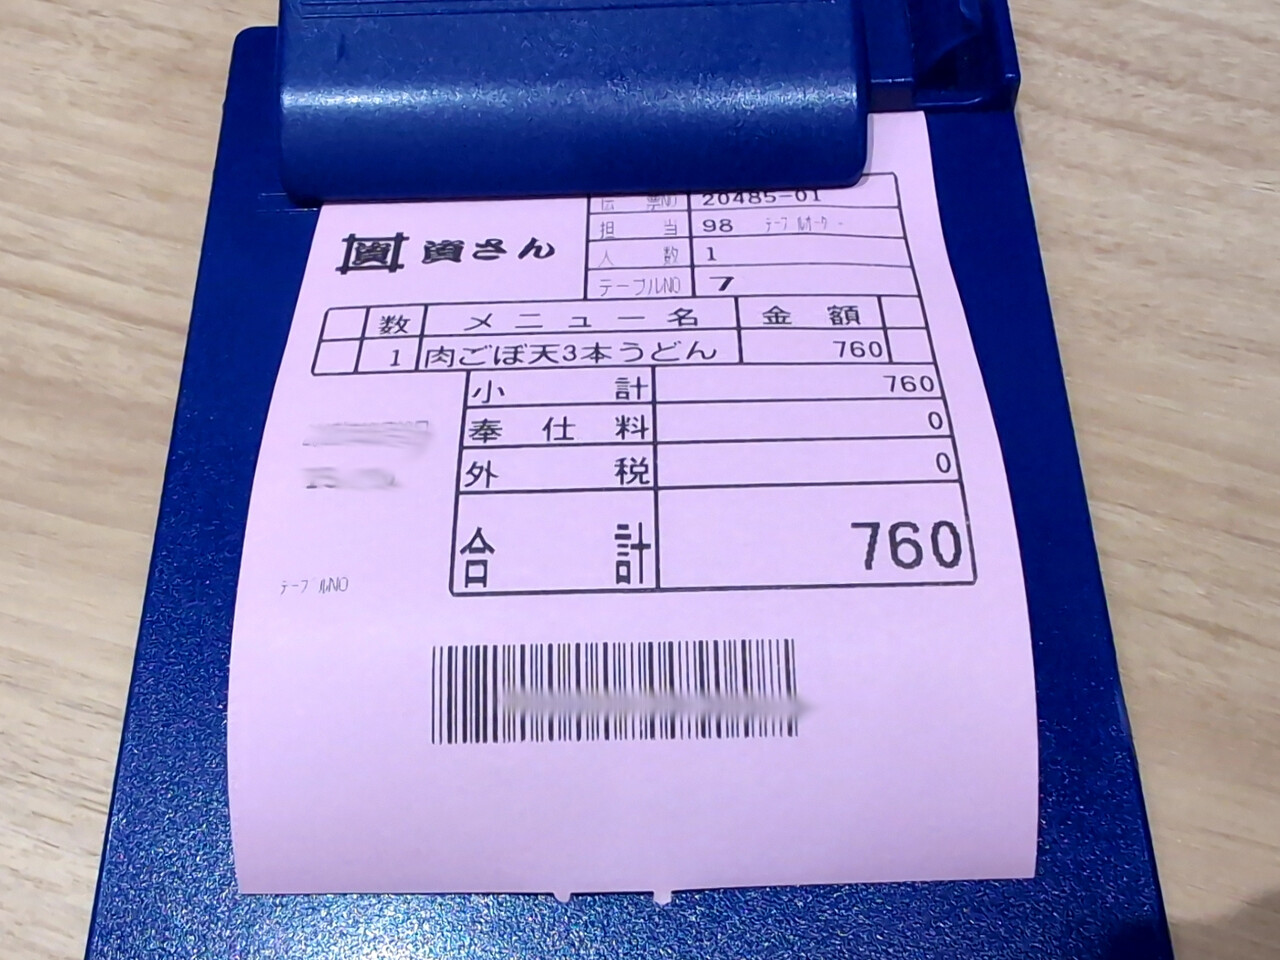 伝票NO 20485-01
資 資さん
担当 98 テーブルオーダー
人数 1
テーブルNO 7
数 メニュー名 金額
1 肉ごぼ天3本うどん 760
小計 760
奉仕料 0
外税 0
合計 760
テーブルNO